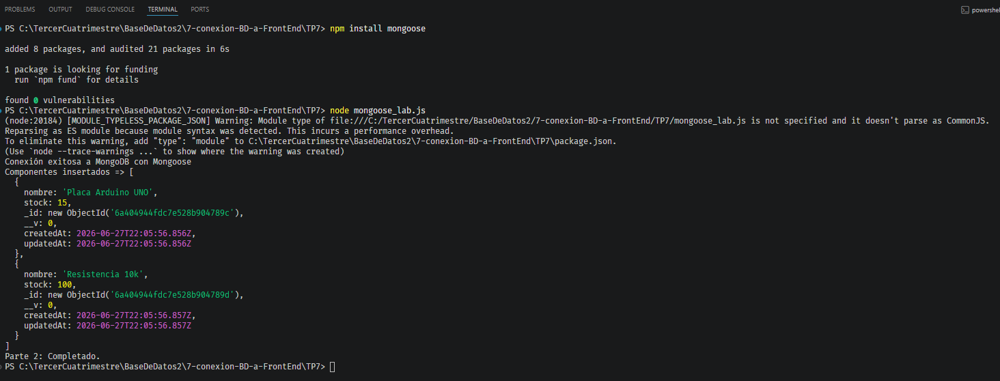 PROBLEMS OUTPUT DEBUG CONSOLE TERMINAL PORTS
PS C:\TercerCuatrimestre\BaseDeDatos2\7-conexion-BD-a-FrontEnd\TP7> npm install mongoose
added 8 packages, and audited 21 packages in 6s
1 package is looking for funding
  run `npm fund` for details
found 0 vulnerabilities
PS C:\TercerCuatrimestre\BaseDeDatos2\7-conexion-BD-a-FrontEnd\TP7> node mongoose_lab.js
(node:20184) [MODULE_TYPELESS_PACKAGE_JSON] Warning: Module type of file:///C:/TercerCuatrimestre/BaseDeDatos2/7-conexion-BD-a-FrontEnd/TP7/mongoose_lab.js is not specified and it doesn't parse as CommonJS.
Reparsing as ES module because module syntax was detected. This incurs a performance overhead.
To eliminate this warning, add "type": "module" to C:\TercerCuatrimestre\BaseDeDatos2\7-conexion-BD-a-FrontEnd\TP7\package.json.
(Use `node --trace-warnings ...` to show where the warning was created)
Conexión exitosa a MongoDB con Mongoose
Componentes insertados => [
  {
    nombre: 'Placa Arduino UNO',
    stock: 15,
    _id: new ObjectId('6a404944fdc7e528b904789c'),
    __v: 0,
    createdAt: 2026-06-27T22:05:56.856Z,
    updatedAt: 2026-06-27T22:05:56.856Z
  },
  {
    nombre: 'Resistencia 10k',
    stock: 100,
    _id: new ObjectId('6a404944fdc7e528b904789d'),
    __v: 0,
    createdAt: 2026-06-27T22:05:56.857Z,
    updatedAt: 2026-06-27T22:05:56.857Z
  }
]
Parte 2: Completado.
PS C:\TercerCuatrimestre\BaseDeDatos2\7-conexion-BD-a-FrontEnd\TP7>